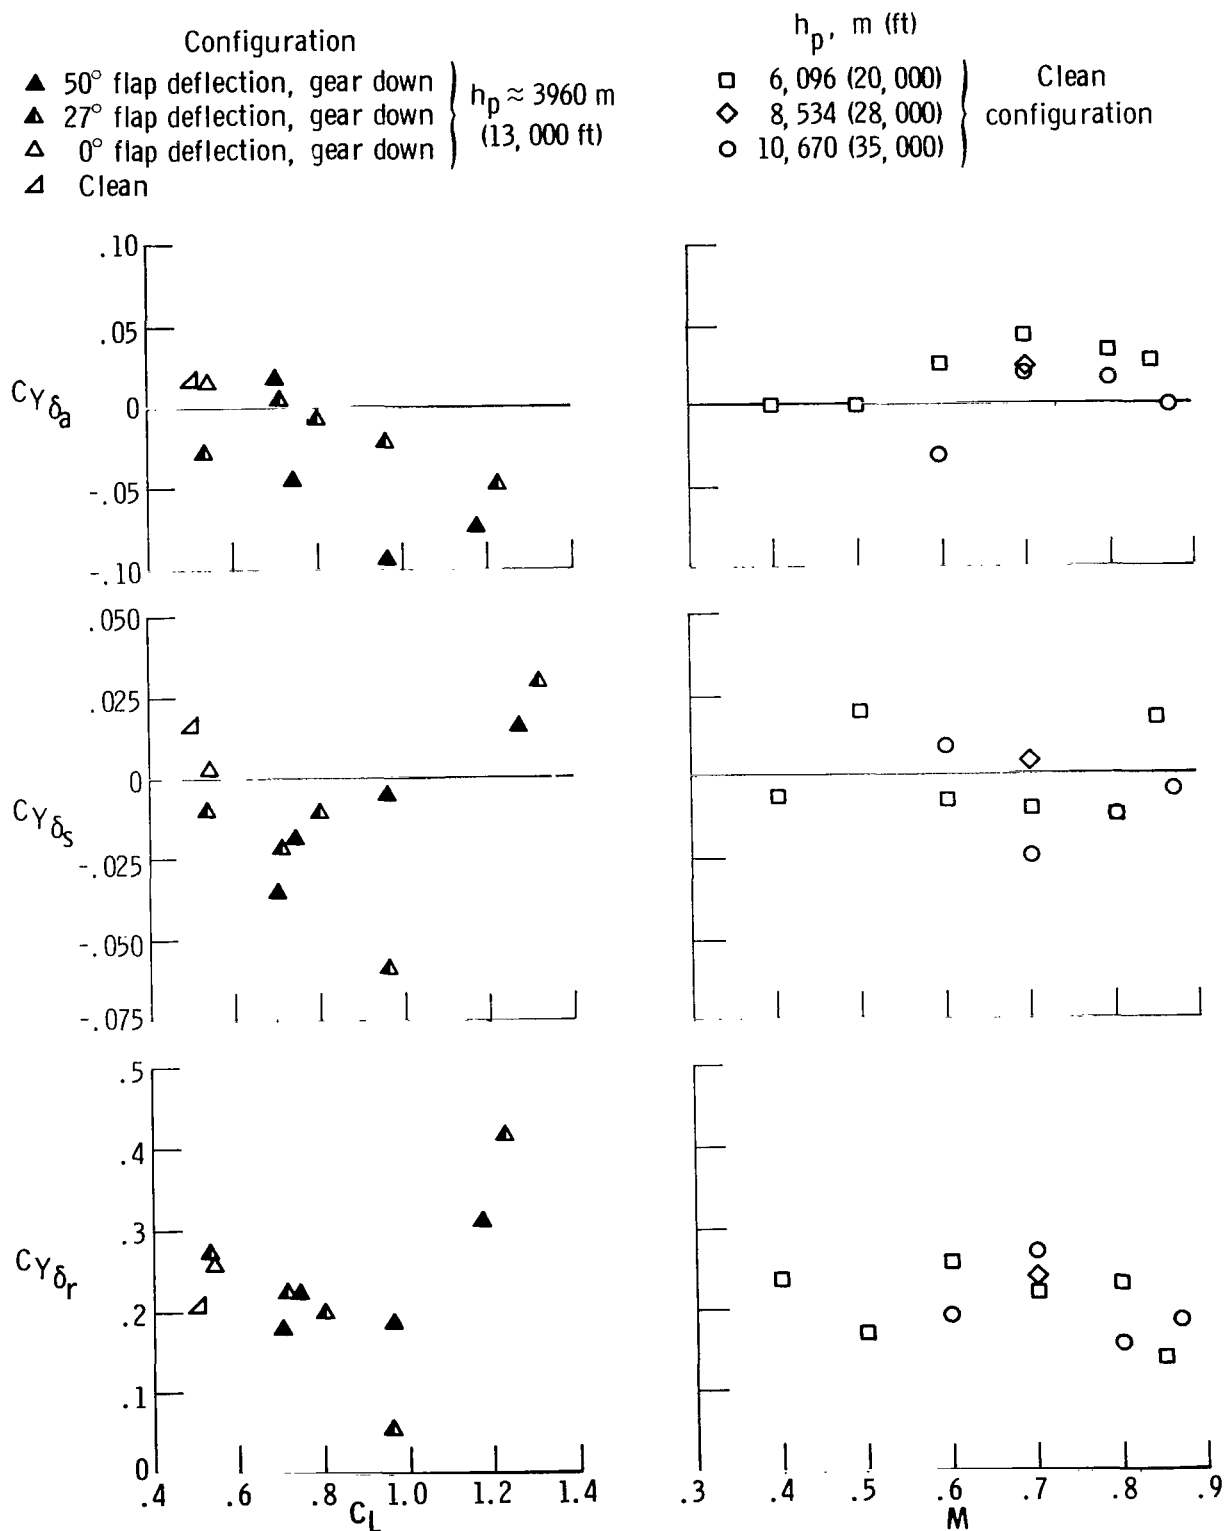 Configuration
50° flap deflection, gear down
27° flap deflection, gear down
0° flap deflection, gear down
Clean
hp ≈ 3960 m
(13, 000 ft)
hp, m (ft)
6, 096 (20, 000)
8, 534 (28, 000)
10, 670 (35, 000)
Clean
configuration
.10
.05
0
-.05
-.10
CYδa
.050
.025
0
-.025
-.050
-.075
CYδs
.5
.4
.3
.2
.1
0
CYδr
.4 .6 .8 1.0 1.2 1.4
CL
.3 .4 .5 .6 .7 .8 .9
M